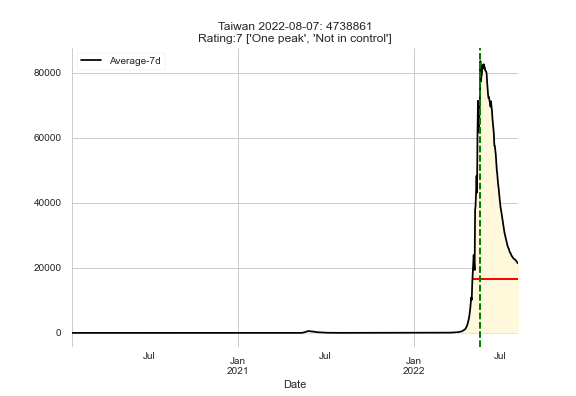 Taiwan 2022-08-07: 4738861
Rating:7 ['One peak', 'Not in control']
Average-7d
80000
60000
40000
20000
0
Jul
Jan
2021
Jul
Jan
2022
Jul
Date